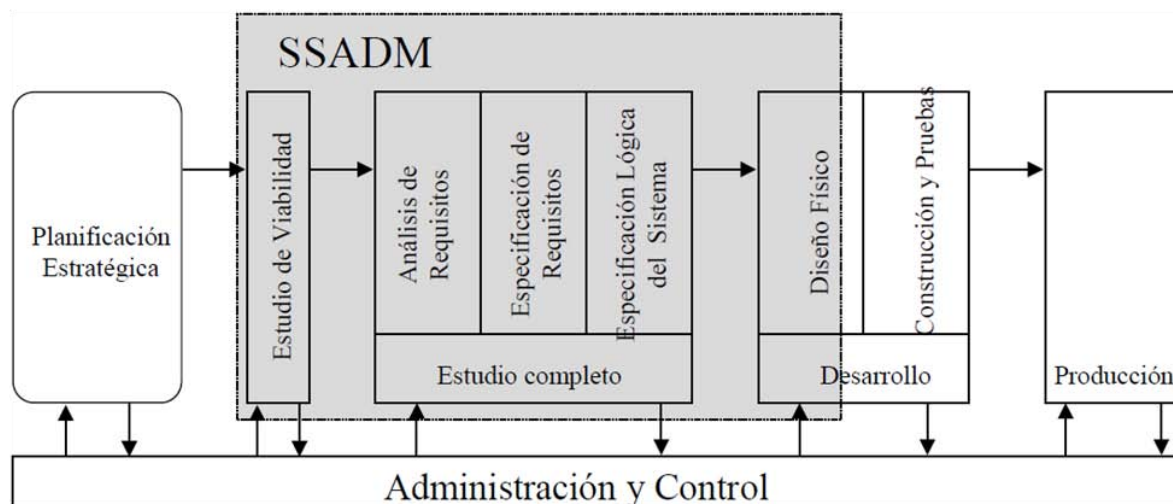 SSADM
Planificación
Estratégica
Estudio de Viabilidad
Análisis de
Requisitos
Especificación de
Requisitos
Especificación Lógica
del Sistema
Estudio completo
Diseño Físico
Construcción y Pruebas
Desarrollo
Producción
Administración y Control